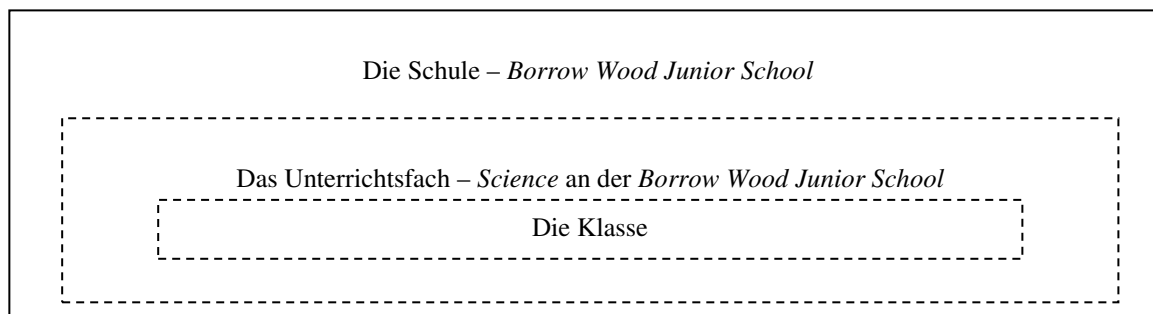 Die Schule – Borrow Wood Junior School
Das Unterrichtsfach – Science an der Borrow Wood Junior School
Die Klasse